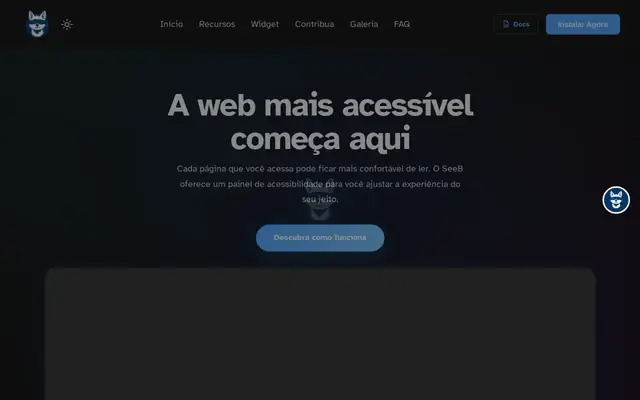 Início
Recursos
Widget
Contribua
Galeria
FAQ
Docs
Instalar Agora
A web mais acessível
começa aqui
Cada página que você acessa pode ficar mais confortável de ler. O SeeB
oferece um painel de acessibilidade para você ajustar a experiência do
seu jeito.
Descubra como funciona